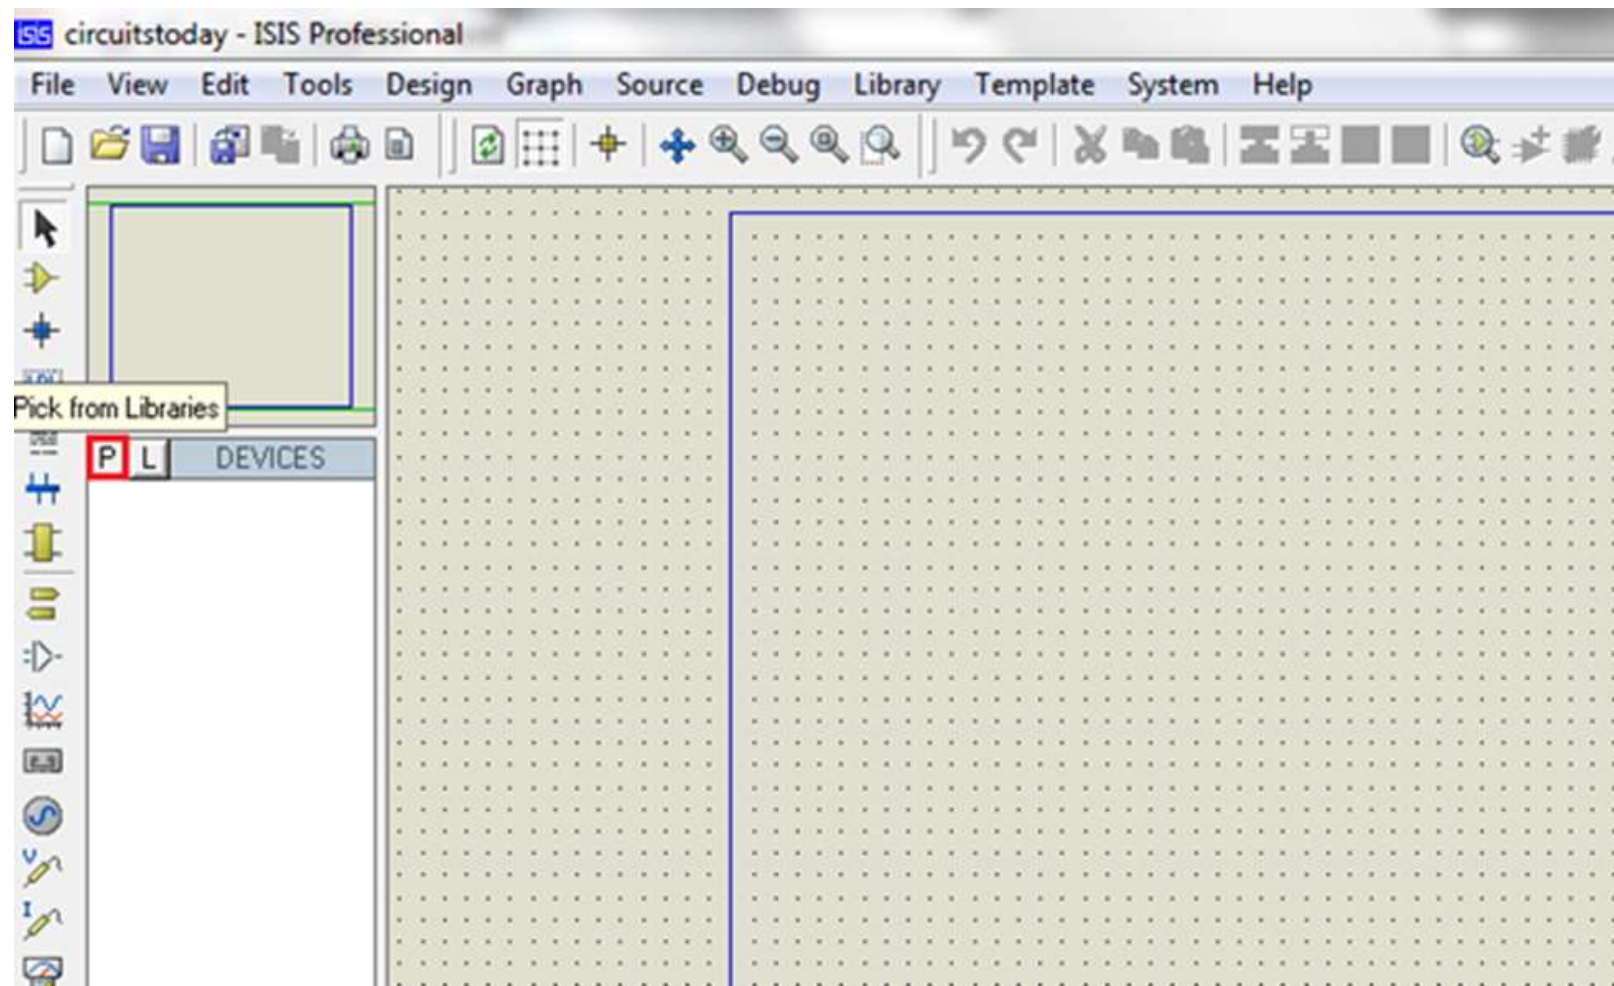 ISIS circuitstoday - ISIS Professional
File View Edit Tools Design Graph Source Debug Library Template System Help
Pick from Libraries
P L DEVICES
V
I